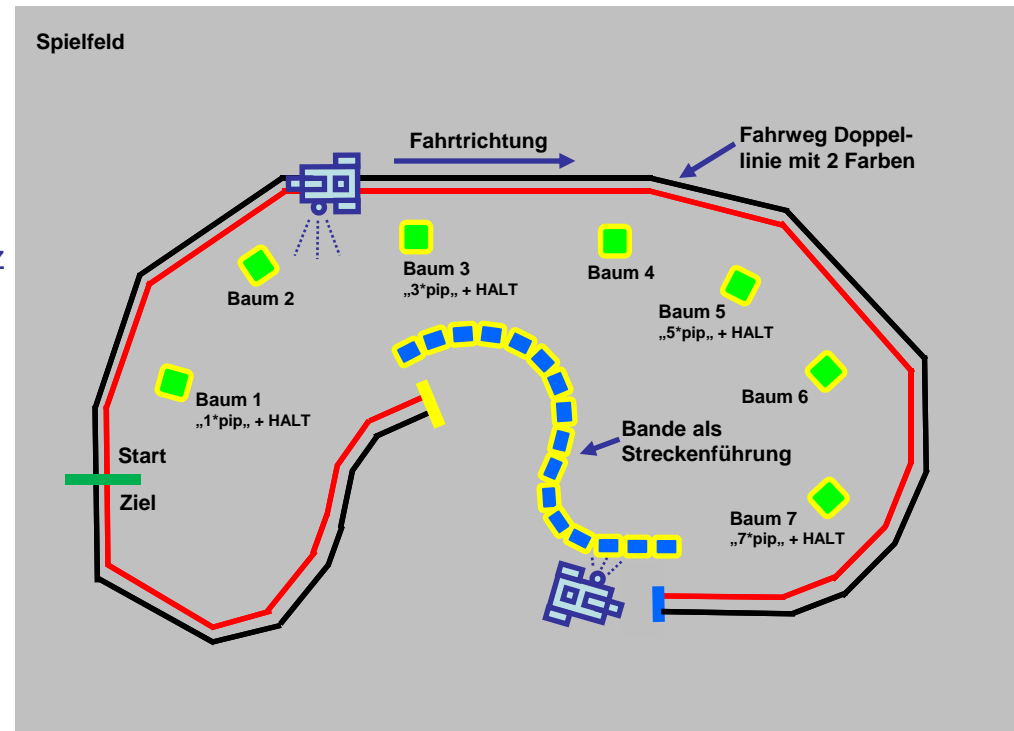 Spielfeld
Fahrtrichtung
Fahrweg Doppel-
linie mit 2 Farben
Z
Baum 2
Baum 3
„3*pip„ + HALT
Baum 4
Baum 5
„5*pip„ + HALT
Baum 1
„1*pip„ + HALT
Baum 6
Bande als
Streckenführung
Start
Ziel
Baum 7
„7*pip„ + HALT